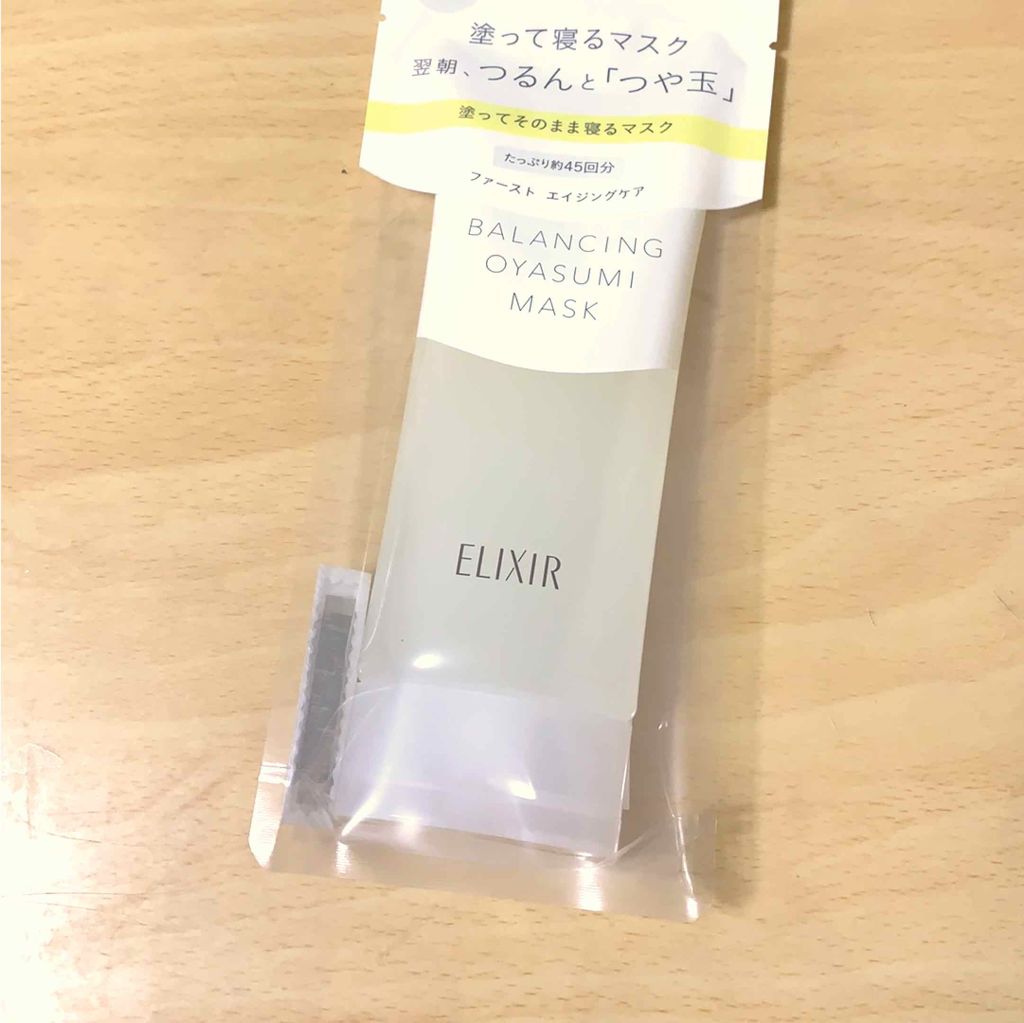 塗って寝るマスク
翌朝、つるんと「つや玉」
塗ってそのまま寝るマスク
たっぷり約45回分
ファースト エイジングケア
BALANCING
OYASUMI
MASK
ELIXIR